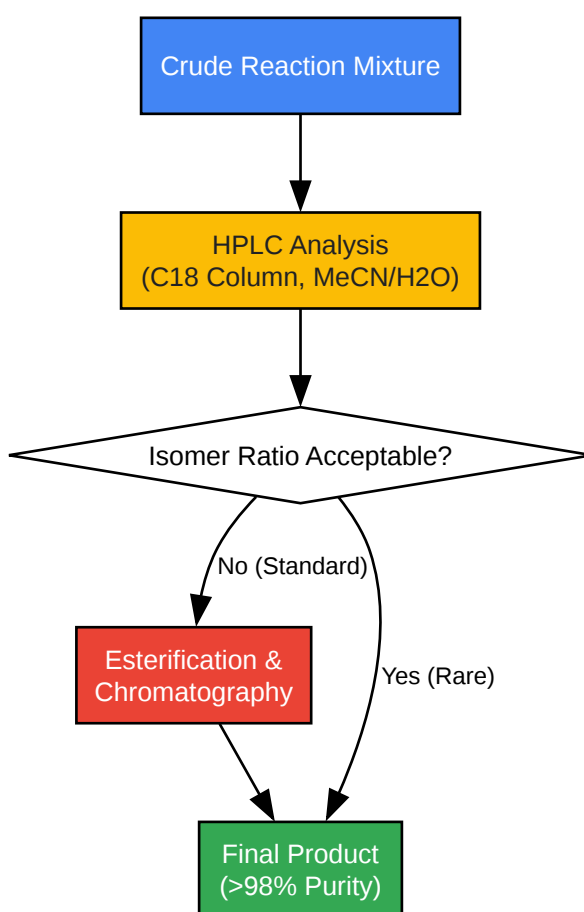 Crude Reaction Mixture
HPLC Analysis
(C18 Column, MeCN/H2O)
Isomer Ratio Acceptable?
No (Standard)
Esterification &
Chromatography
Yes (Rare)
Final Product
(>98% Purity)